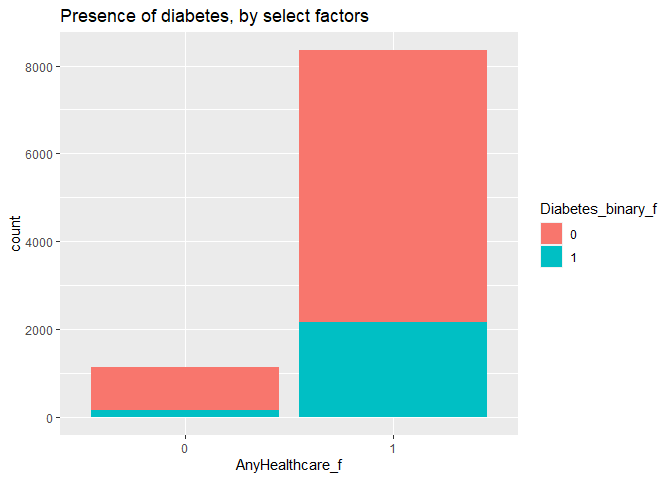 Presence of diabetes, by select factors
8000
6000
4000
2000
0
count
0 1
AnyHealthcare_f
Diabetes_binary_f
0
1